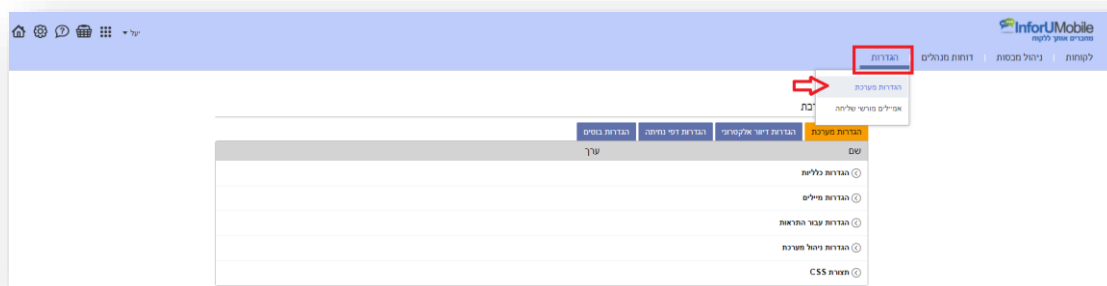 InforUMobile
מחברים אותך ללקוח
יעל
לקוחות | ניהול מכסות | דוחות מנהלים | הגדרות
הגדרות מערכת
אמיילים מורשי שליחה
רכת
הגדרות מערכת הגדרות דיוור אלקטרוני הגדרות דפי נחיתה הגדרות בוטים
שם ערך
הגדרות כלליות
הגדרות מיילים
הגדרות עבור התראות
הגדרות ניהול מערכת
תצורת CSS